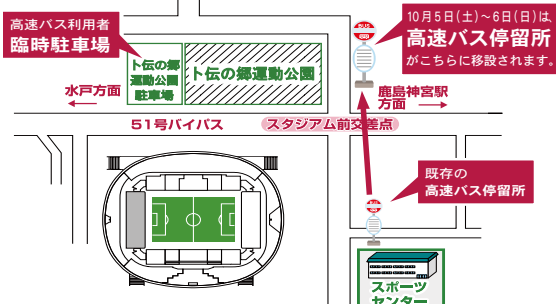 高速バス利用者
臨時駐車場
10月5日(土)～6日(日)は、
高速バス停留所
がこちらに移設されます。
BUS
卜伝の郷
運動公園
駐車場
卜伝の郷運動公園
水戸方面
鹿島神宮駅
方面
51号バイパス
スタジアム前交差点
既存の
高速バス停留所
BUS
スポーツ
センター